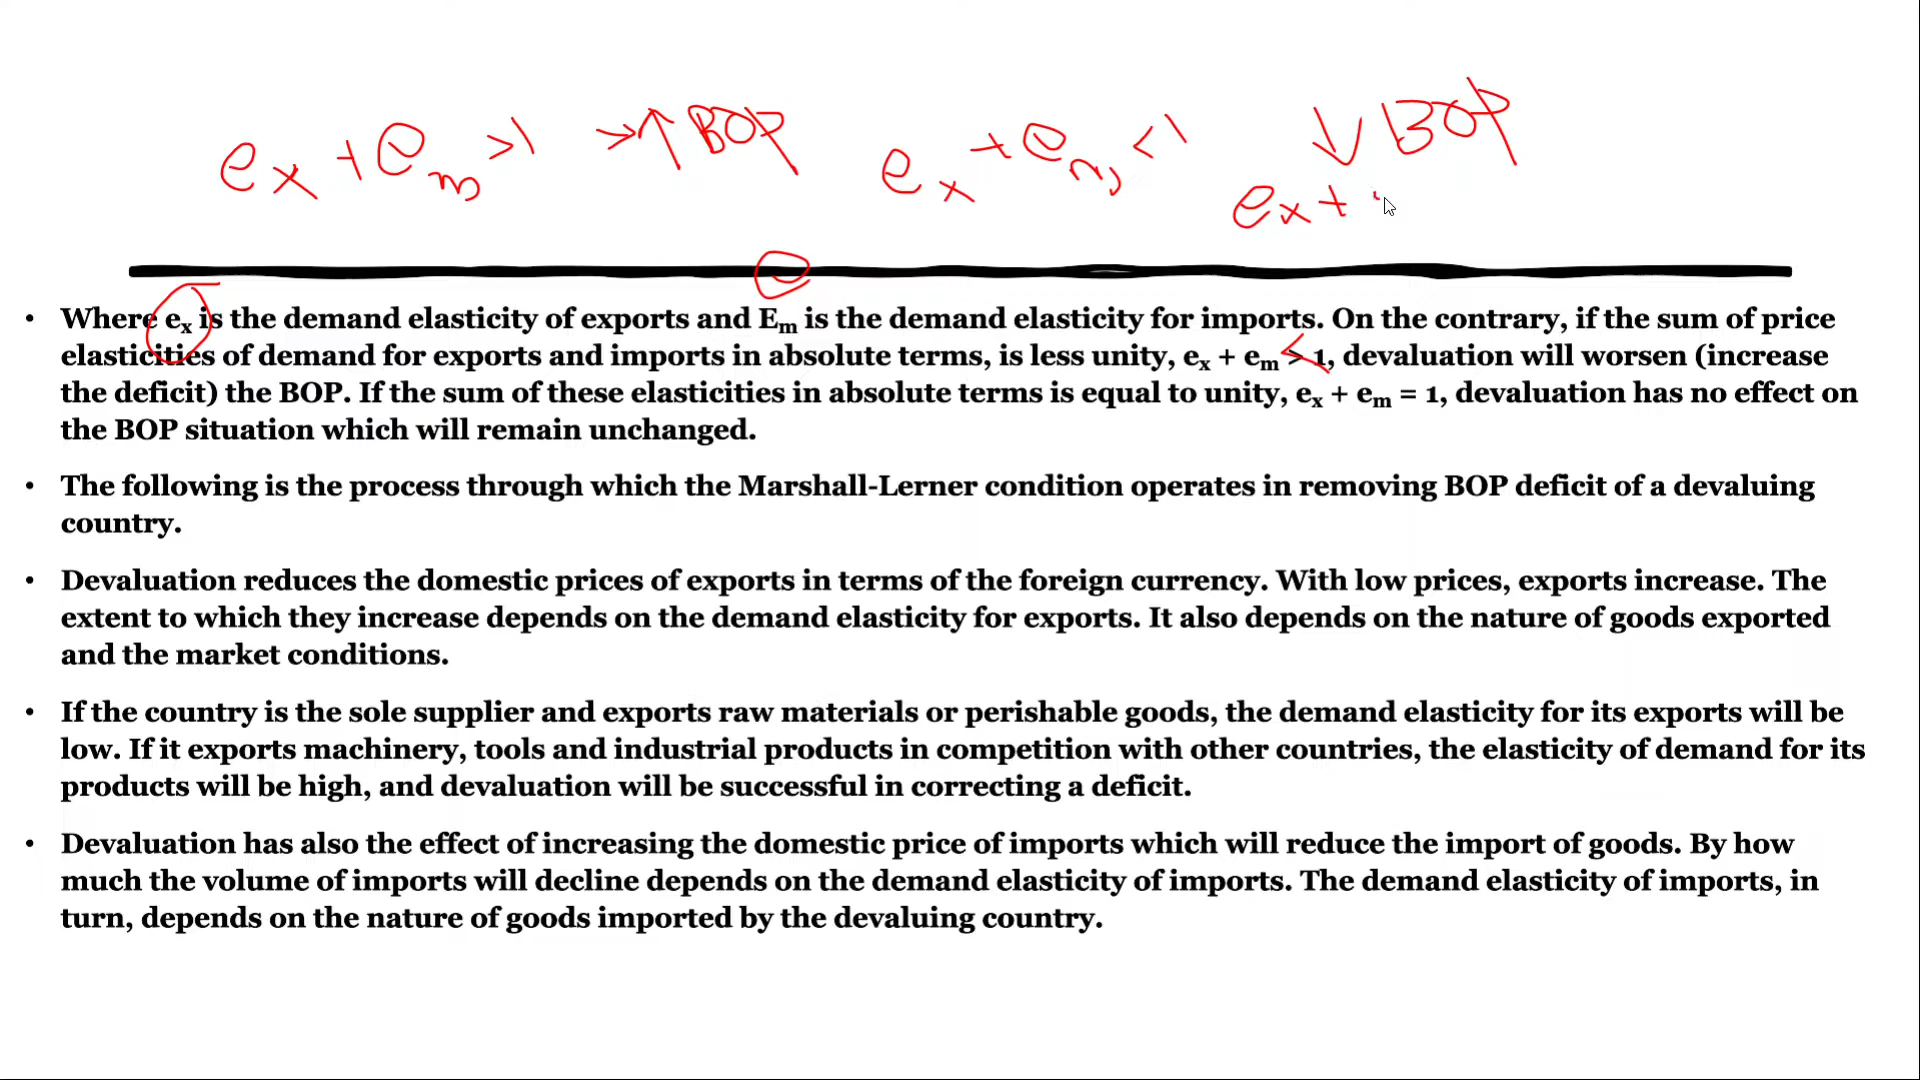 ex + em >1 → ↑ BOP ex + em <1 ↓ BOP
ex +
• Where ex is the demand elasticity of exports and Em is the demand elasticity for imports. On the contrary, if the sum of price
elasticities of demand for exports and imports in absolute terms, is less unity, ex + em > 1, devaluation will worsen (increase
the deficit) the BOP. If the sum of these elasticities in absolute terms is equal to unity, ex + em = 1, devaluation has no effect on
the BOP situation which will remain unchanged.
• The following is the process through which the Marshall-Lerner condition operates in removing BOP deficit of a devaluing
country.
• Devaluation reduces the domestic prices of exports in terms of the foreign currency. With low prices, exports increase. The
extent to which they increase depends on the demand elasticity for exports. It also depends on the nature of goods exported
and the market conditions.
• If the country is the sole supplier and exports raw materials or perishable goods, the demand elasticity for its exports will be
low. If it exports machinery, tools and industrial products in competition with other countries, the elasticity of demand for its
products will be high, and devaluation will be successful in correcting a deficit.
• Devaluation has also the effect of increasing the domestic price of imports which will reduce the import of goods. By how
much the volume of imports will decline depends on the demand elasticity of imports. The demand elasticity of imports, in
turn, depends on the nature of goods imported by the devaluing country.